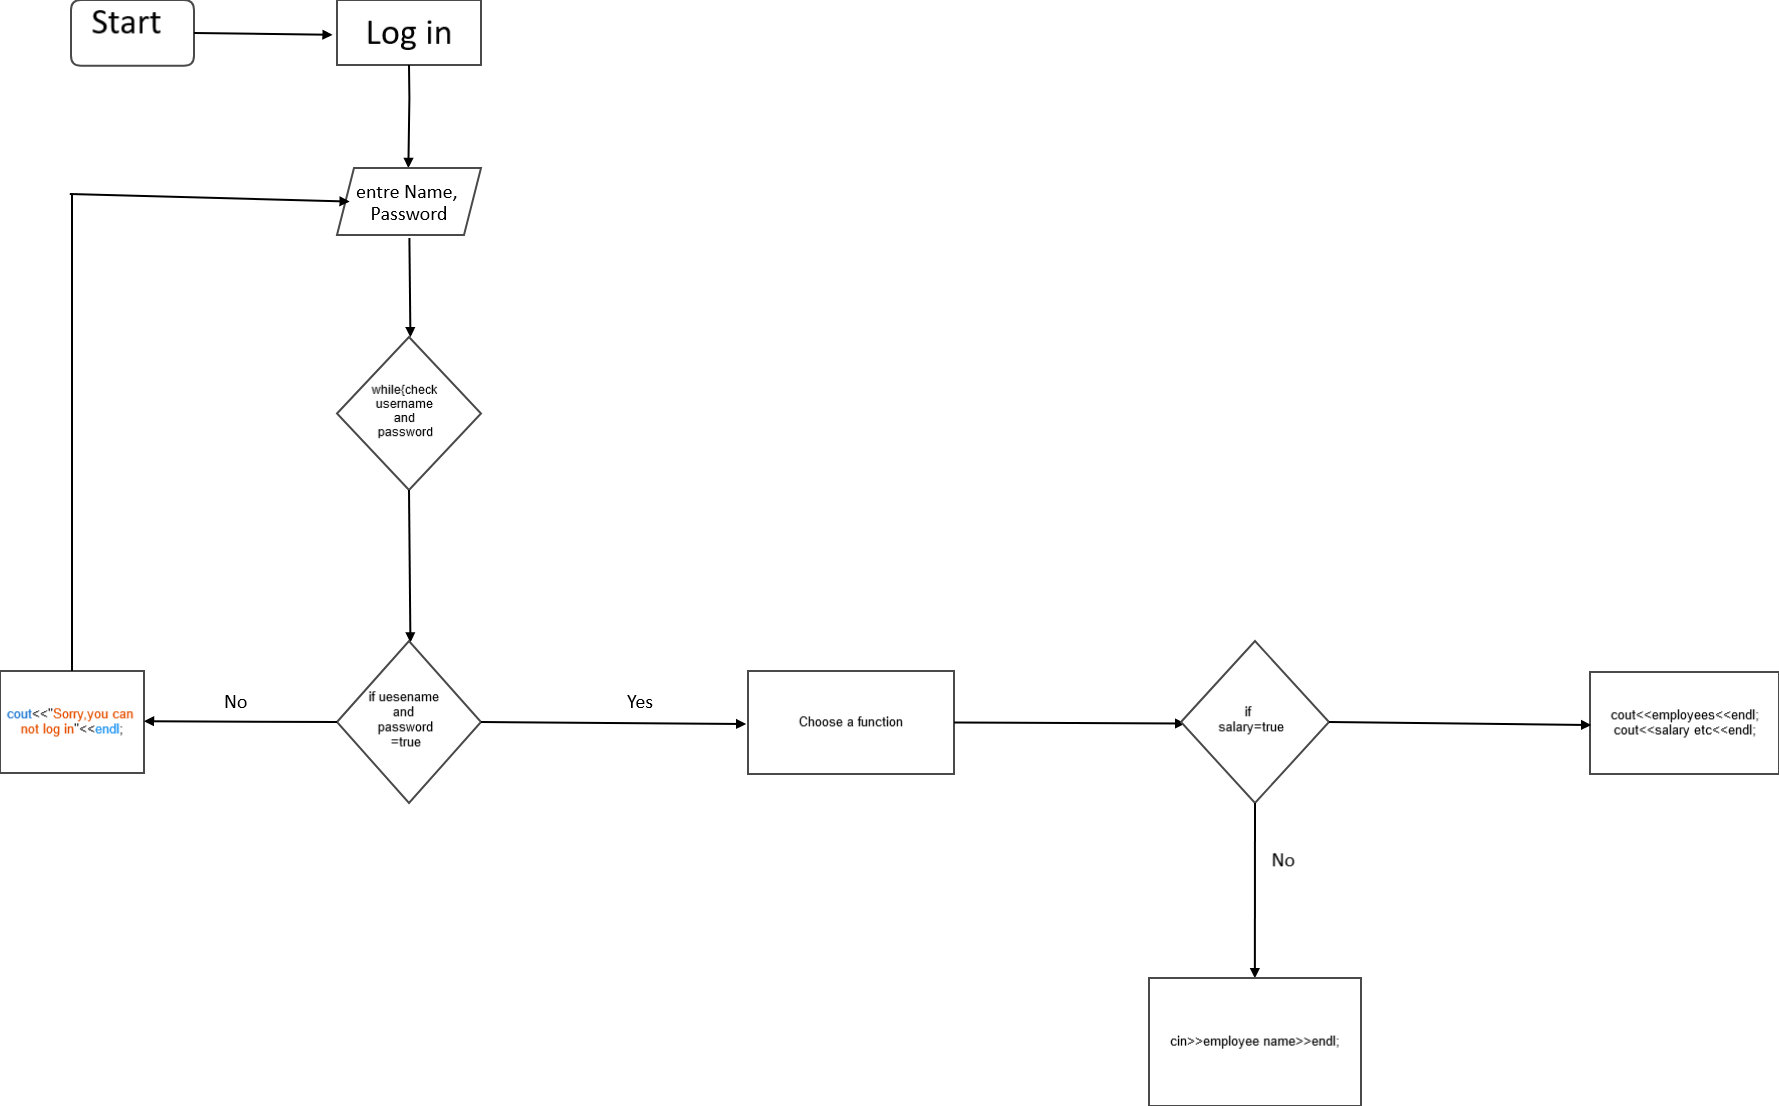 Start
Log in
entre Name,
Password
while{check
username
and
password
if uesename
and
password
=true
No
Yes
cout<<"Sorry,you can
not log in"<<endl;
Choose a function
if
salary=true
cout<<employees<<endl;
cout<<salary etc<<endl;
No
cin>>employee name>>endl;